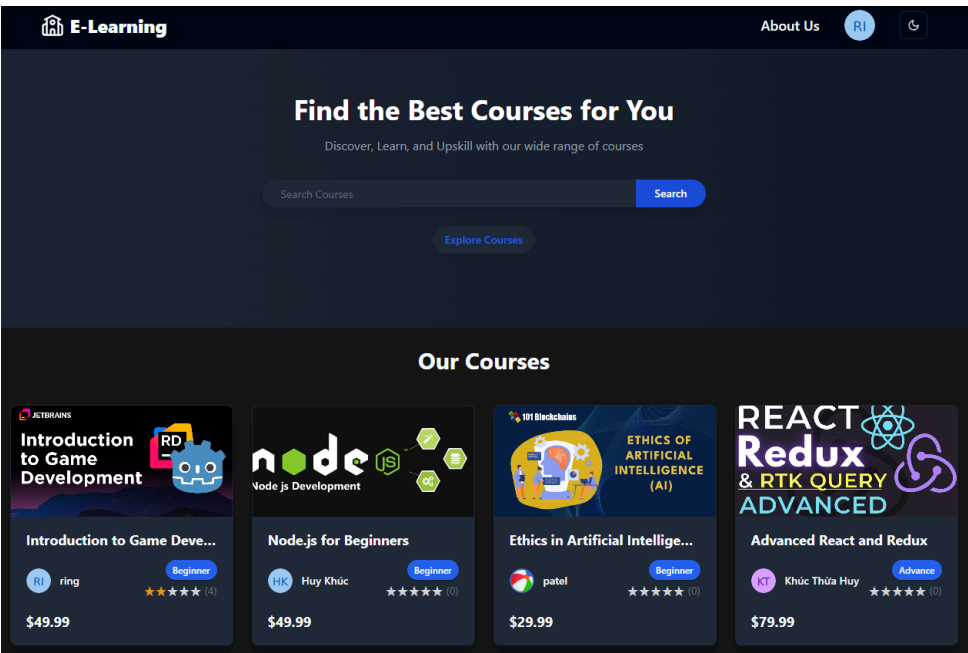 E-Learning
About Us
RI
Find the Best Courses for You
Discover, Learn, and Upskill with our wide range of courses
Search Courses
Search
Explore Courses
Our Courses
JETBRAINS
Introduction
to Game
Development
RD
Introduction to Game Deve...
Beginner
RI
ring
(4)
$49.99
node
JS
Node js Development
Node.js for Beginners
Beginner
HK
Huy Khúc
(0)
$49.99
101 Blockchains
ETHICS OF
ARTIFICIAL
INTELLIGENCE
(AI)
Ethics in Artificial Intellige...
Beginner
patel
(0)
$29.99
REACT
Redux
& RTK QUERY
ADVANCED
Advanced React and Redux
Advance
KT
Khúc Thừa Huy
(0)
$79.99